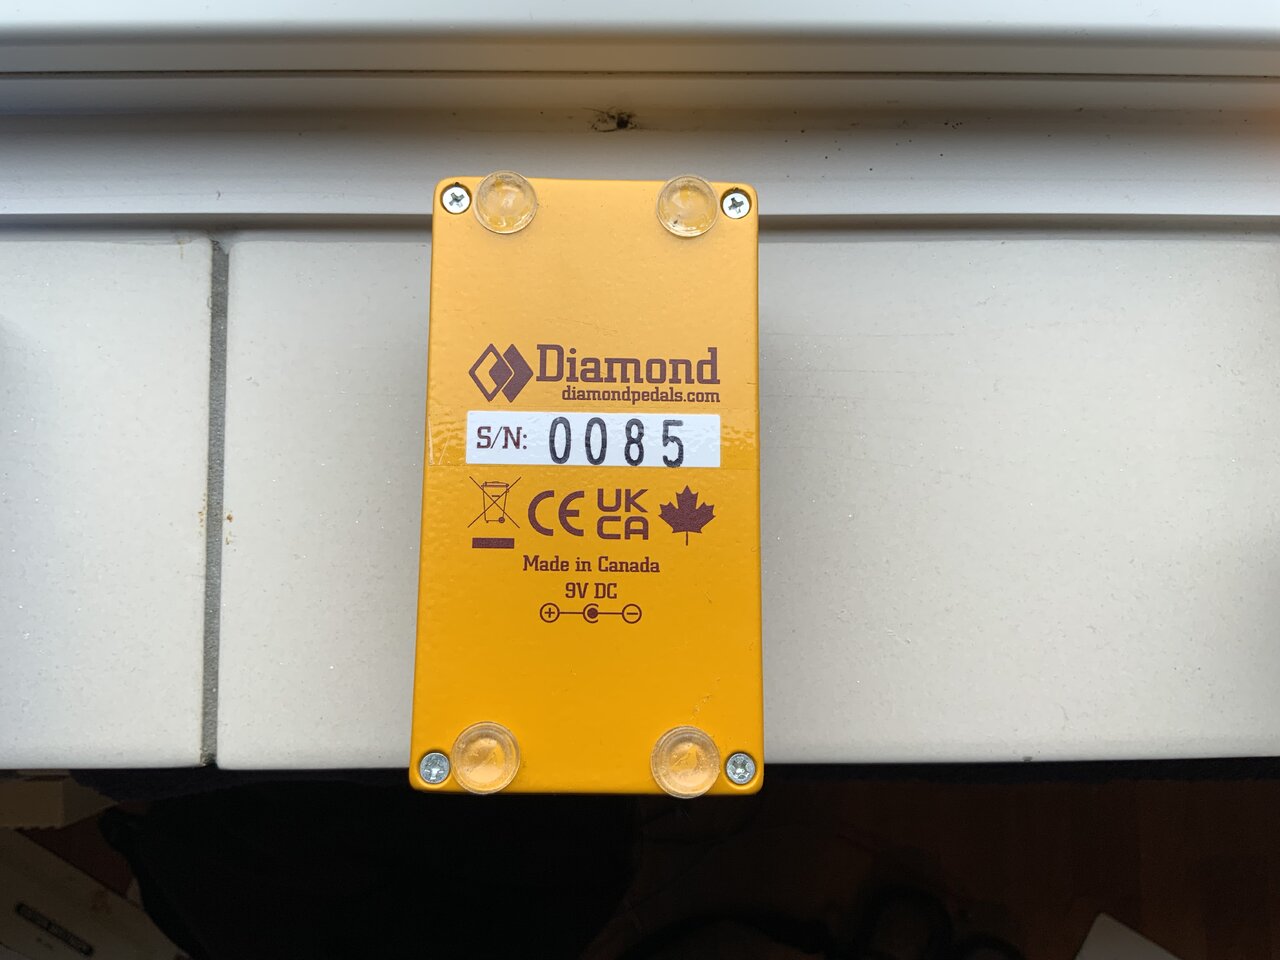 Diamond
diamondpedals.com
S/N: 0085
CE UK
CA
Made in Canada
9V DC